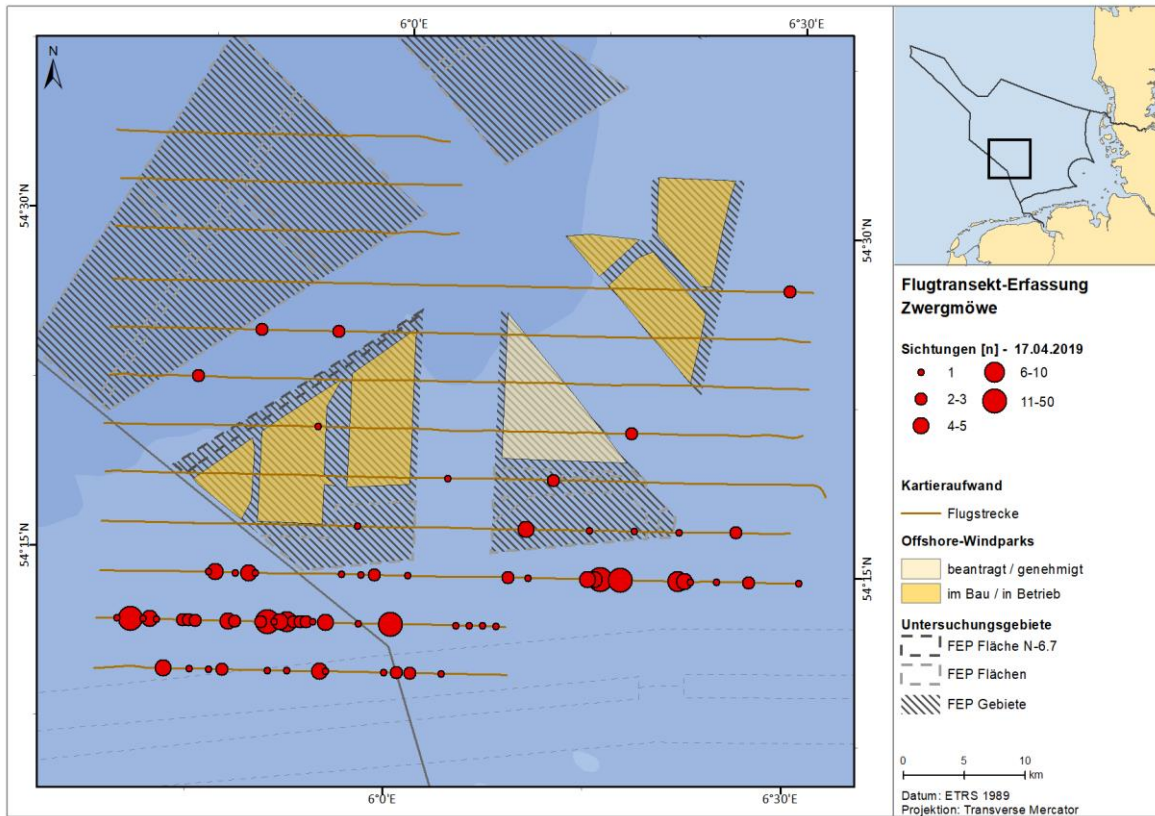 6°0'E
6°30'E
N
54°30'N
54°30'N
54°15'N
54°15'N
6°0'E
6°30'E
Flugtransekt-Erfassung
Zwergmöwe
Sichtungen [n] - 17.04.2019
1
6-10
2-3
11-50
4-5
Kartieraufwand
Flugstrecke
Offshore-Windparks
beantragt / genehmigt
im Bau / in Betrieb
Untersuchungsgebiete
FEP Fläche N-6.7
FEP Flächen
FEP Gebiete
0 5 10
km
Datum: ETRS 1989
Projektion: Transverse Mercator